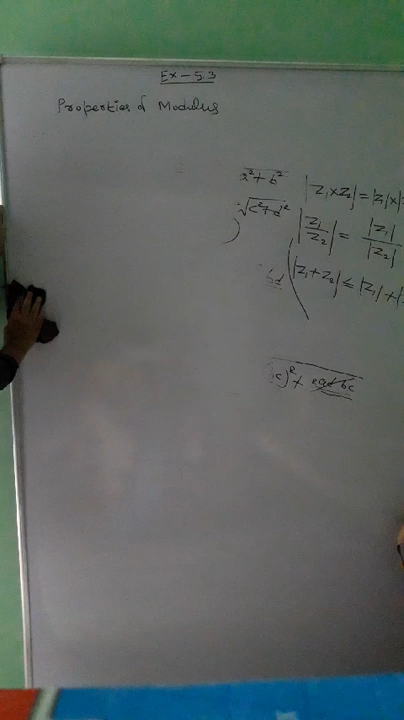 Ex - 5.3
Properties of Modulus
a² + b²
|Z₁×Z₂| = |Z₁|×|
√c²+d²
|Z₁/Z₂| = |Z₁|/|Z₂|
|Z₁+Z₂| ≤ |Z₁|+|
c)² +